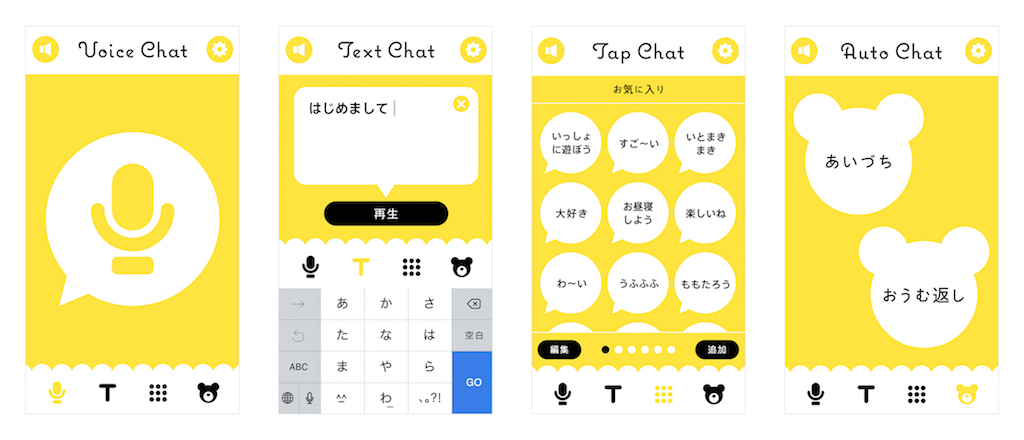 Voice Chat
Text Chat
はじめまして
再生
→
あ か さ
た な は
空白
ABC
ま や ら
GO
^^
わ_
、。?!
Tap Chat
お気に入り
いっしょ
に遊ぼう
すご〜い
いとまき
まき
大好き
お昼寝
しよう
楽しいね
わ〜い
うふふふ
ももたろう
編集
追加
T
Auto Chat
あいづち
おうむ返し